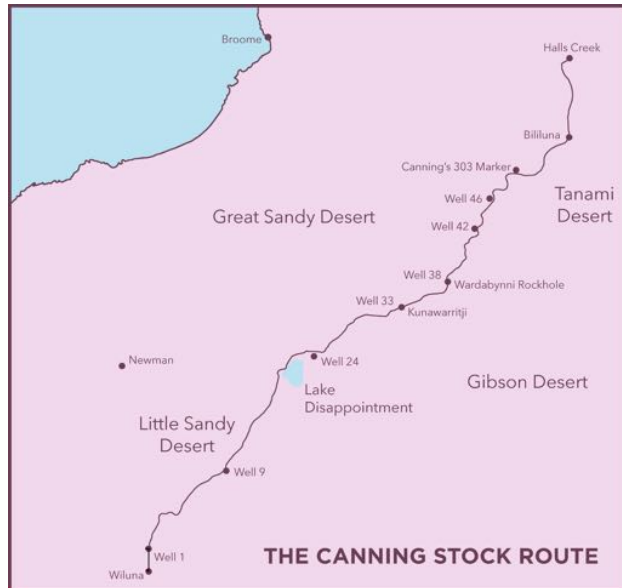 Broome
Halls Creek
Bililuna
Canning's 303 Marker
Tanami
Desert
Well 46
Great Sandy Desert
Well 42
Well 38
Wardabynni Rockhole
Well 33
Kunawarritji
Well 24
Newman
Gibson Desert
Lake
Disappointment
Little Sandy
Desert
Well 9
Well 1
Wiluna
THE CANNING STOCK ROUTE